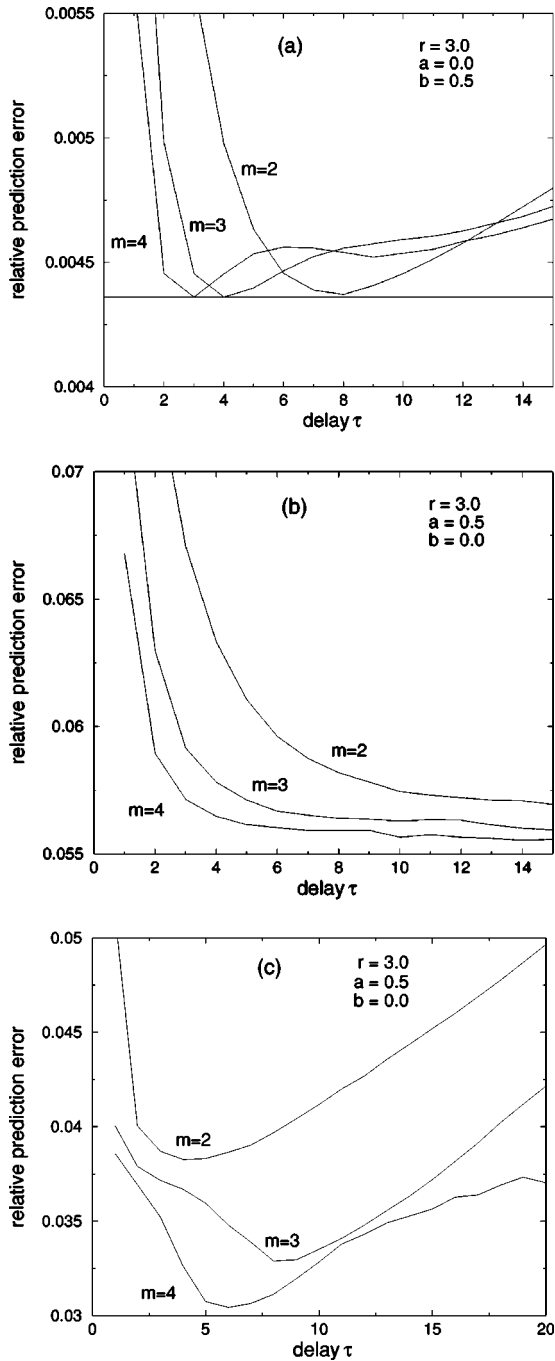 0.0055
(a)
r = 3.0
a = 0.0
b = 0.5
0.005
m=2
m=3
m=4
0.0045
0.004
relative prediction error
0 2 4 6 8 10 12 14
delay τ
0.07
(b)
r = 3.0
a = 0.5
b = 0.0
0.065
0.06
m=2
m=3
m=4
0.055
relative prediction error
0 2 4 6 8 10 12 14
delay τ
0.05
(c)
r = 3.0
a = 0.5
b = 0.0
0.045
0.04
m=2
0.035
m=3
m=4
0.03
relative prediction error
0 5 10 15 20
delay τ